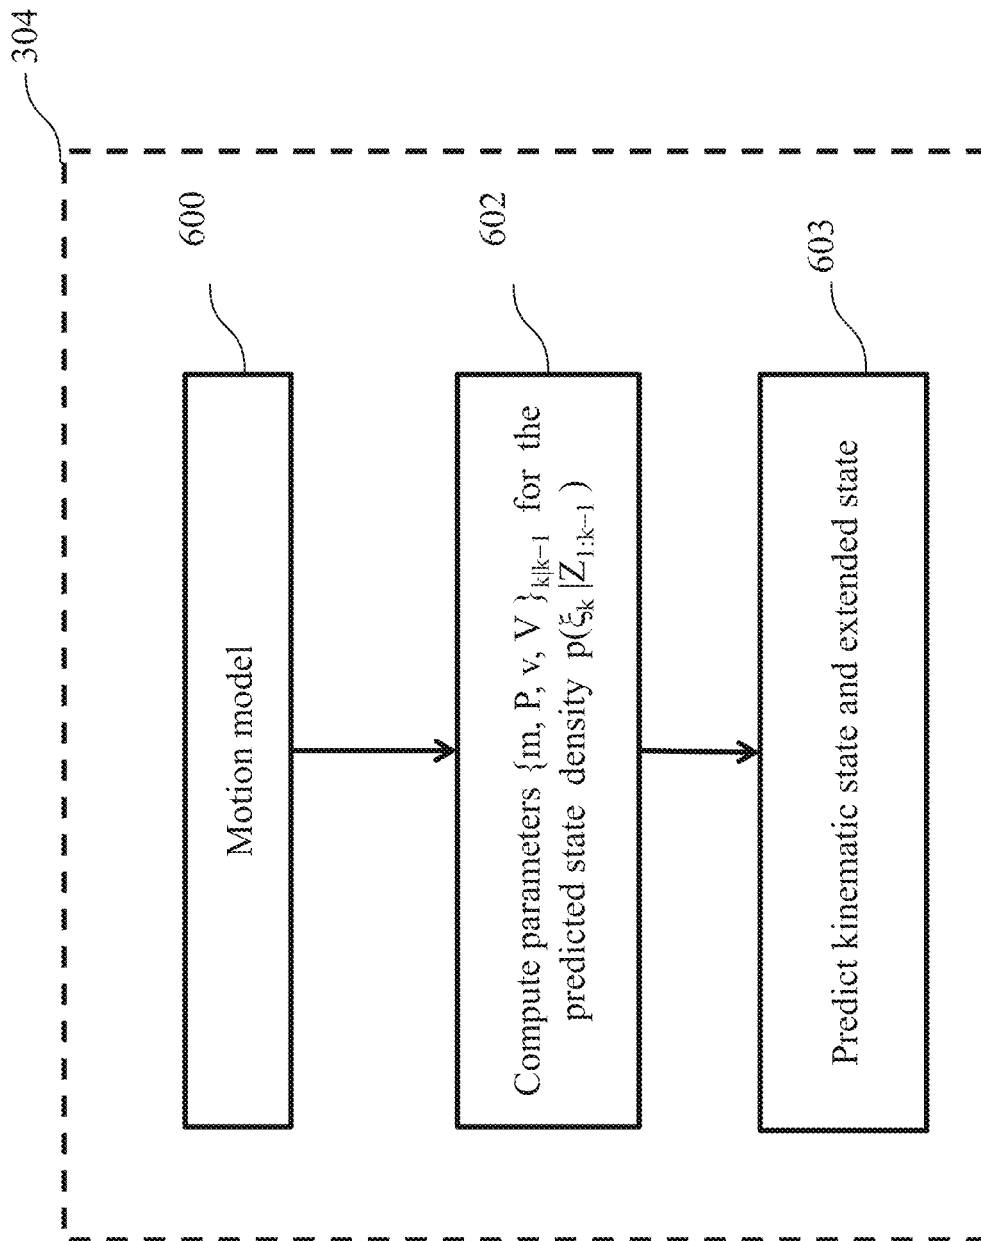 304
600
Motion model
602
Compute parameters {m, P, v, V}ₖ|ₖ₋₁ for the
predicted state density p(ξₖ|Z₁:ₖ₋₁)
603
Predict kinematic state and extended state